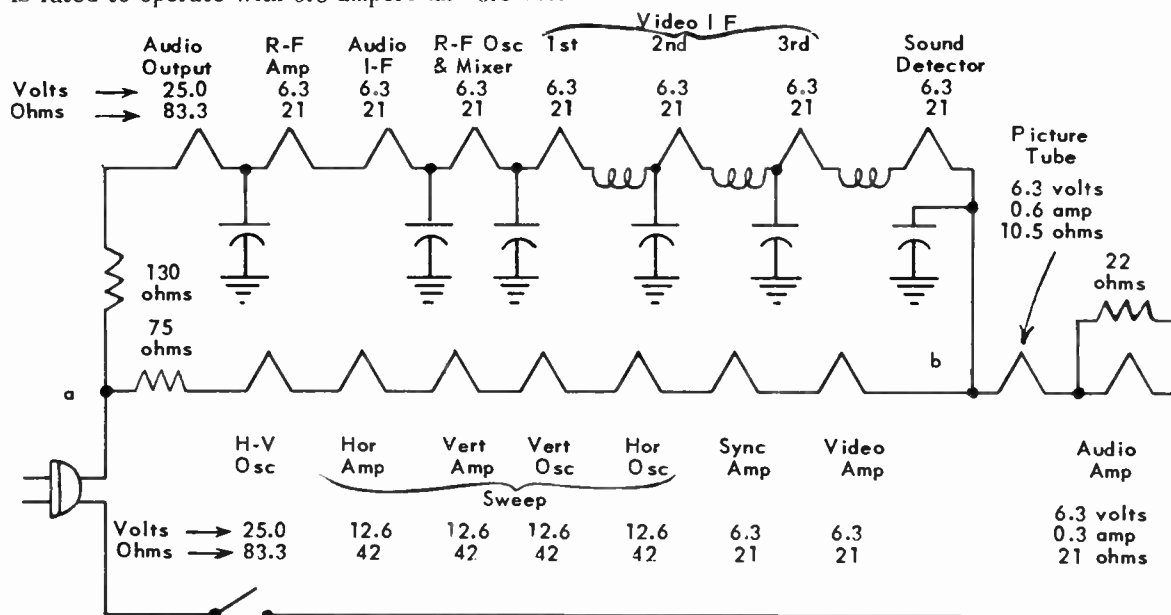 Video I F
Audio Output R-F Amp Audio I-F R-F Osc & Mixer 1st 2nd 3rd Sound Detector
Volts → 25.0 6.3 6.3 6.3 6.3 6.3 6.3 6.3
Ohms → 83.3 21 21 21 21 21 21 21
Picture Tube
6.3 volts
0.6 amp
10.5 ohms
130 ohms
22 ohms
75 ohms
a
b
H-V Osc Hor Amp Vert Amp Vert Osc Hor Osc Sync Amp Video Amp Audio Amp
Sweep
Volts → 25.0 12.6 12.6 12.6 12.6 6.3 6.3
Ohms → 83.3 42 42 42 42 21 21
6.3 volts
0.3 amp
21 ohms